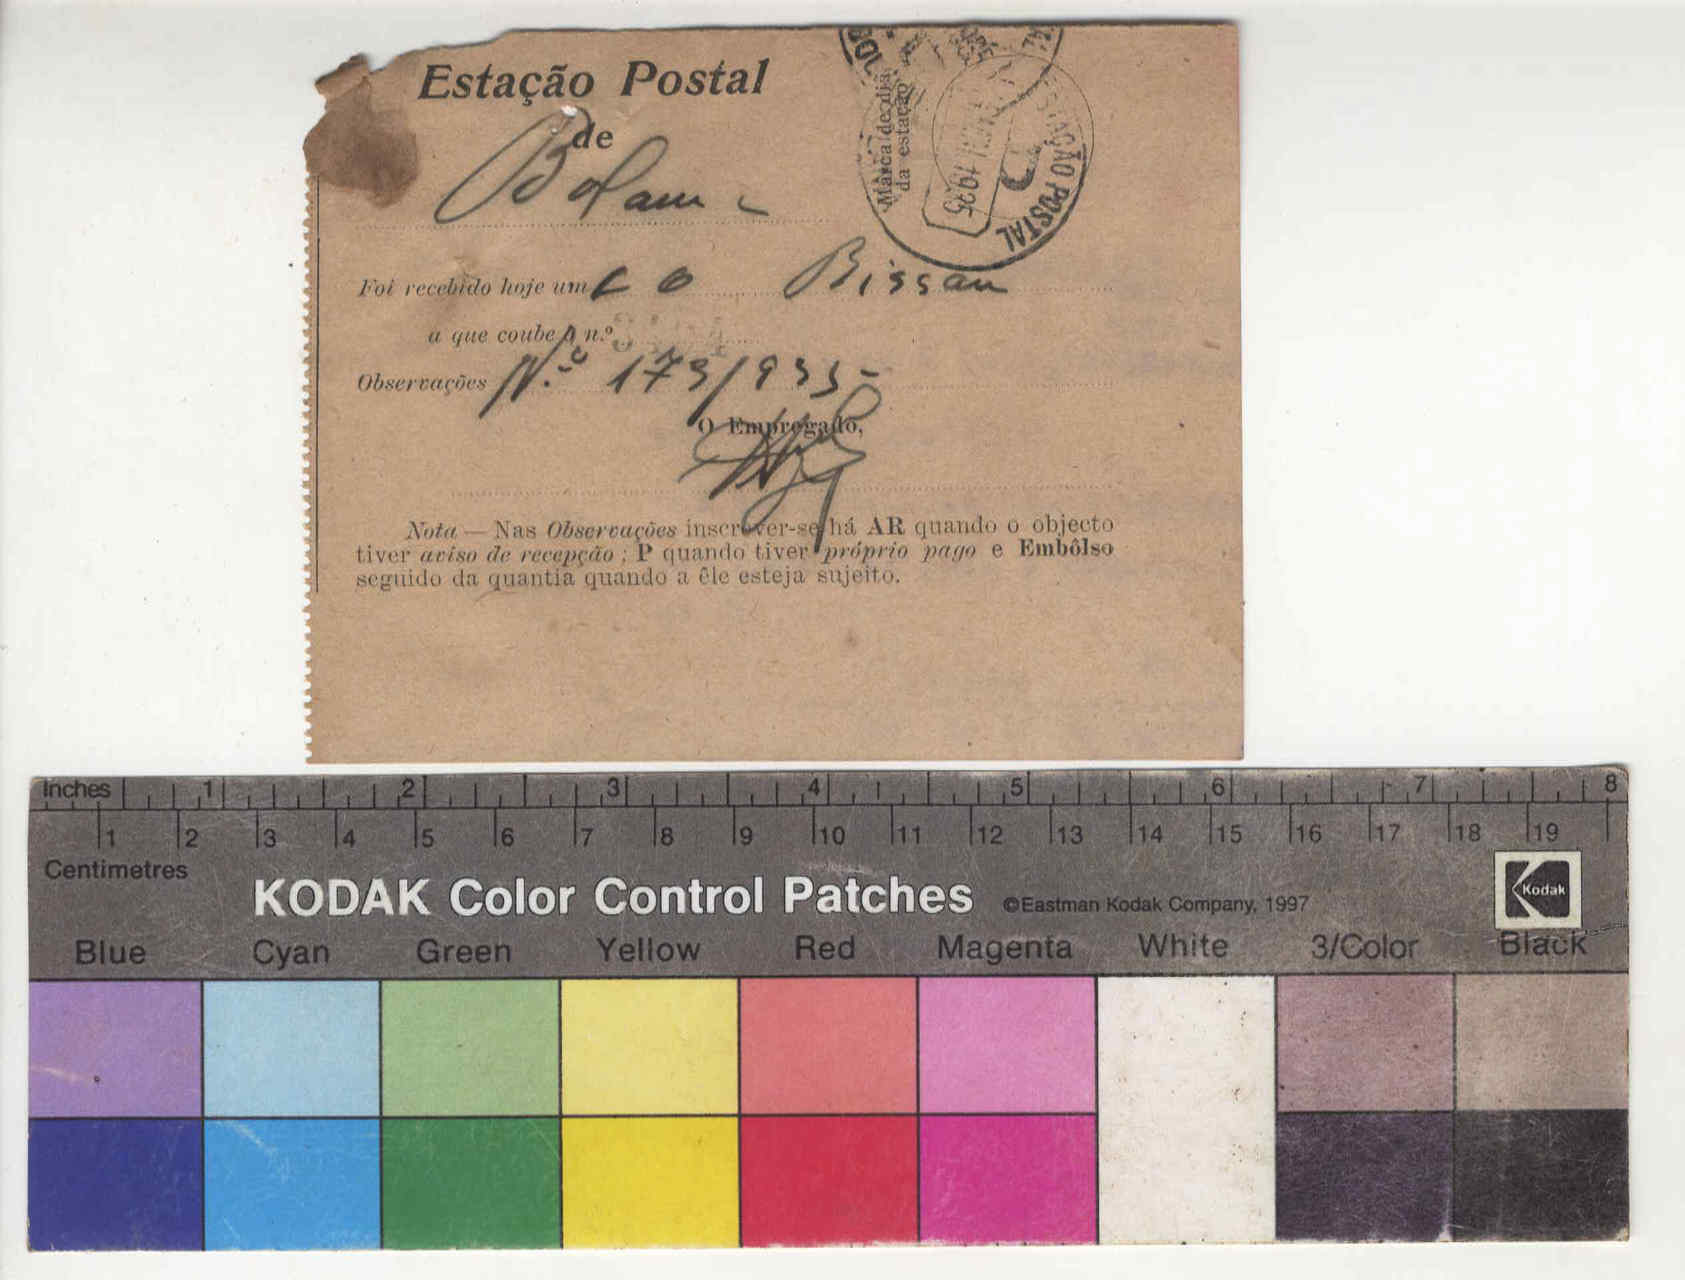 Estação Postal
de
Bolama
Marca de dia
da estação
ESTAÇÃO POSTAL
1935
Foi recebido hoje um Bissau
a que coube o n.º
Observações N.º 179/935-
O Empregado,
Nota — Nas Observações inscrever-se há AR quando o objecto
tiver aviso de recepção; P quando tiver próprio pago e Embôlso
seguido da quantia quando a êle esteja sujeito.
Inches 1 2 3 4 5 6 7 8
1 2 3 4 5 6 7 8 9 10 11 12 13 14 15 16 17 18 19
Centimetres
KODAK Color Control Patches ©Eastman Kodak Company, 1997 Kodak
Blue Cyan Green Yellow Red Magenta White 3/Color Black